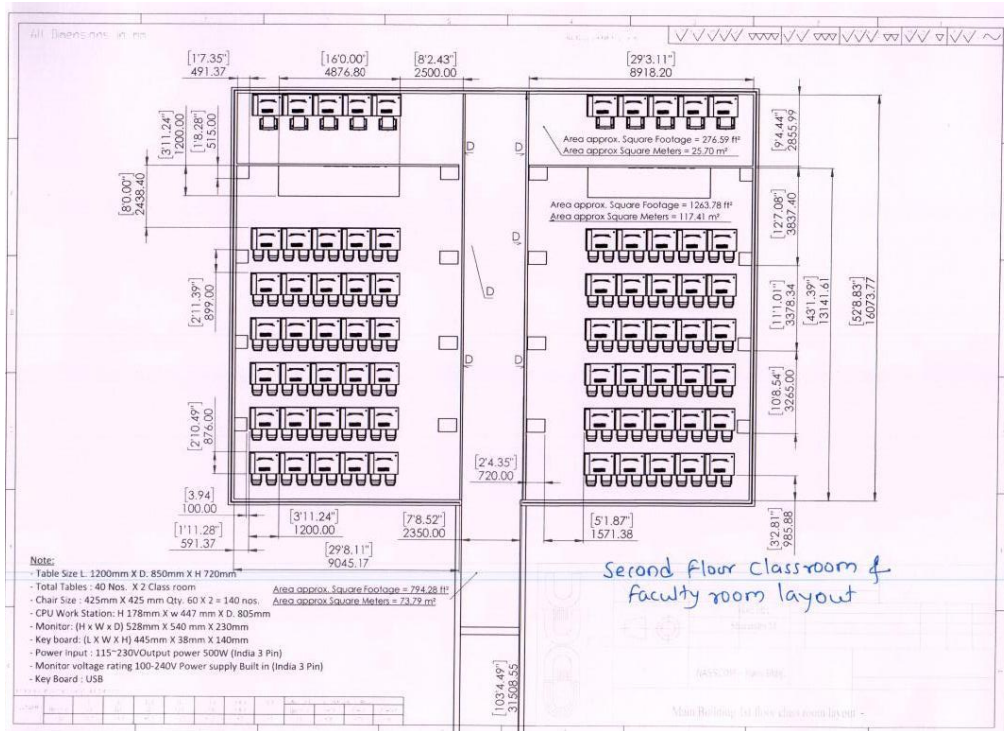 All Dimensions in mm
[1'7.35"]
491.37
[16'0.00"]
4876.80
[8'2.43"]
2500.00
[29'3.11"]
8918.20
[3'11.24"]
1200.00
[1'8.28"]
515.00
[8'0.00"]
2438.40
Area approx. Square Footage = 276.59 ft²
Area approx Square Meters = 25.70 m²
[9'4.44"]
2855.99
D
D
Area approx. Square Footage = 1263.78 ft²
Area approx Square Meters = 117.41 m²
[12'7.08"]
3837.40
D
D
[2'11.39"]
899.00
[11'1.01"]
3378.34
[43'1.39"]
13141.61
[52'8.83"]
16073.77
D
D
[10'8.54"]
3265.00
[2'10.49"]
876.00
[2'4.35"]
720.00
[3.94]
100.00
[1'11.28"]
591.37
[3'11.24"]
1200.00
[7'8.52"]
2350.00
[5'1.87"]
1571.38
[3'2.81"]
985.88
[29'8.11"]
9045.17
Note:
- Table Size L. 1200mm X D. 850mm X H 720mm
- Total Tables : 40 Nos. X 2 Class room
- Chair Size : 425mm X 425 mm Qty. 60 X 2 = 140 nos.
- CPU Work Station: H 178mm X w 447 mm X D. 805mm
- Monitor: (H x W x D) 528mm X 540 mm X 230mm
- Key board: (L X W X H) 445mm X 38mm X 140mm
- Power Input : 115~230VOutput power 500W (India 3 Pin)
- Monitor voltage rating 100-240V Power supply Built in (India 3 Pin)
- Key Board : USB
Area approx. Square Footage = 794.28 ft²
Area approx Square Meters = 73.79 m²
Second Floor Classroom &
faculty room layout
[103'4.49"]
31508.55
Main Building 1st floor class room layout -